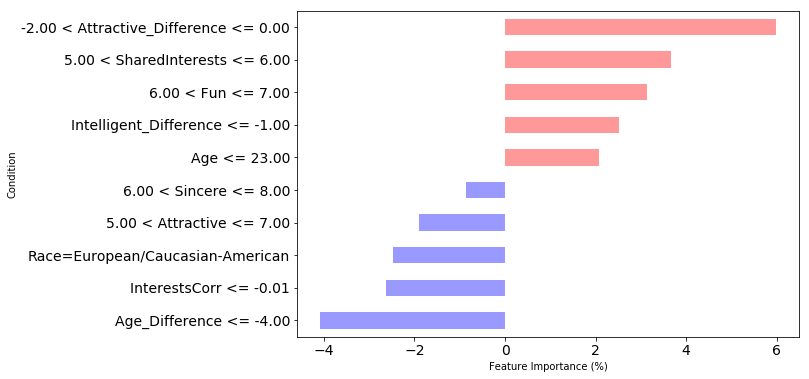 -2.00 < Attractive_Difference <= 0.00
5.00 < SharedInterests <= 6.00
6.00 < Fun <= 7.00
Intelligent_Difference <= -1.00
Age <= 23.00
6.00 < Sincere <= 8.00
5.00 < Attractive <= 7.00
Race=European/Caucasian-American
InterestsCorr <= -0.01
Age_Difference <= -4.00
Condition
−4 −2 0 2 4 6
Feature Importance (%)